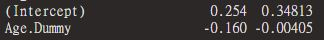 (Intercept) 0.254 0.34813
Age.Dummy -0.160 -0.00405